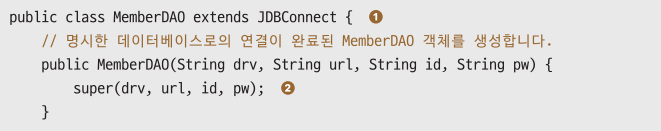 public class MemberDAO extends JDBConnect { ❶
// 명시한 데이터베이스로의 연결이 완료된 MemberDAO 객체를 생성합니다.
public MemberDAO(String drv, String url, String id, String pw) {
super(drv, url, id, pw); ❷
}